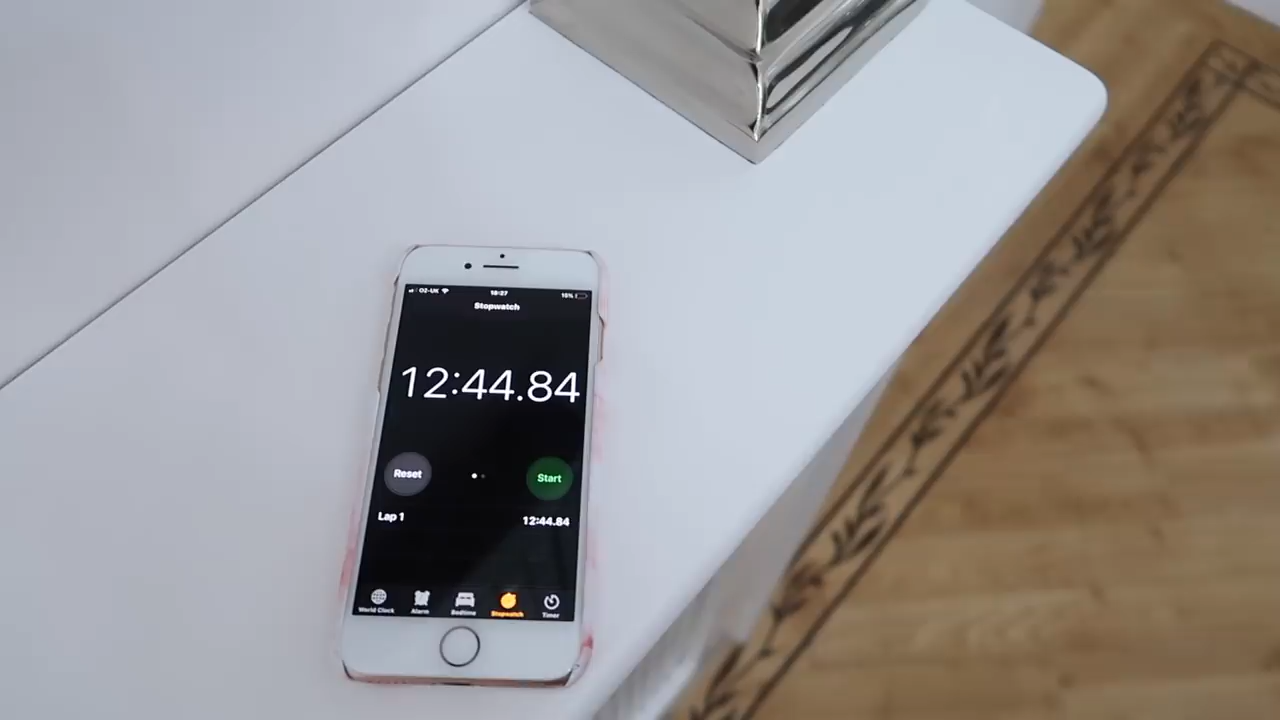 O2-UK 18:27 15%
Stopwatch
12:44.84
Reset Start
Lap 1 12:44.84
World Clock Alarm Bedtime Stopwatch Timer